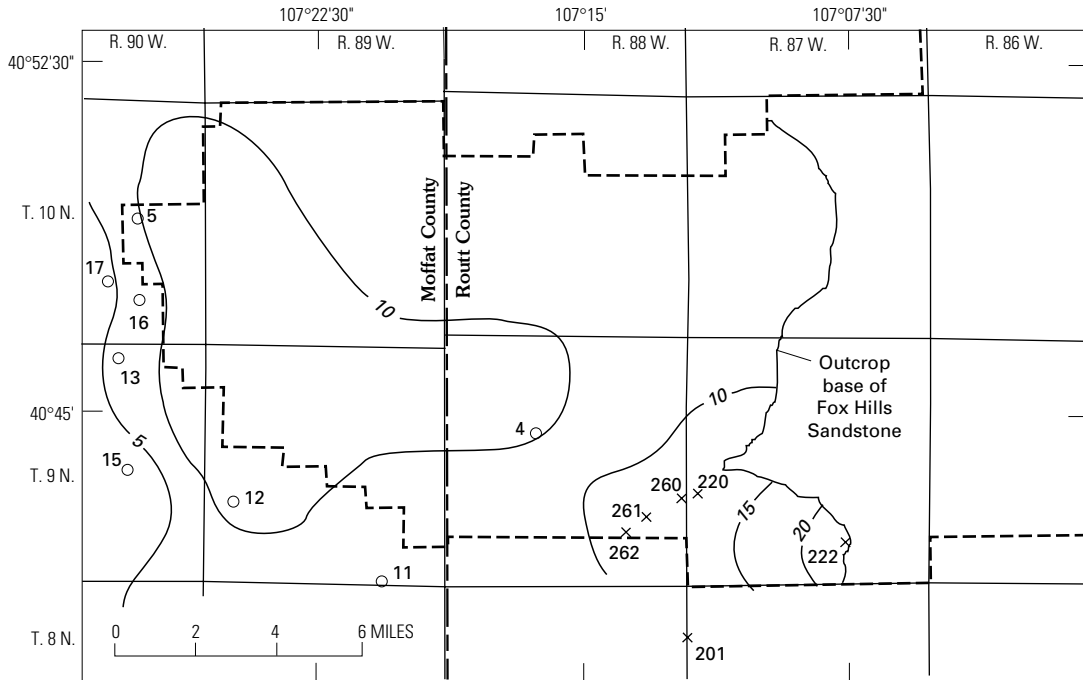 107°22'30"
107°15'
107°07'30"
R. 90 W.
R. 89 W.
R. 88 W.
R. 87 W.
R. 86 W.
40°52'30"
T. 10 N.
5
Moffat County
Routt County
17
16
10
13
Outcrop
base of
Fox Hills
Sandstone
10
40°45'
5
4
15
T. 9 N.
12
260
220
261
15
20
262
222
11
0
2
4
6 MILES
T. 8 N.
201